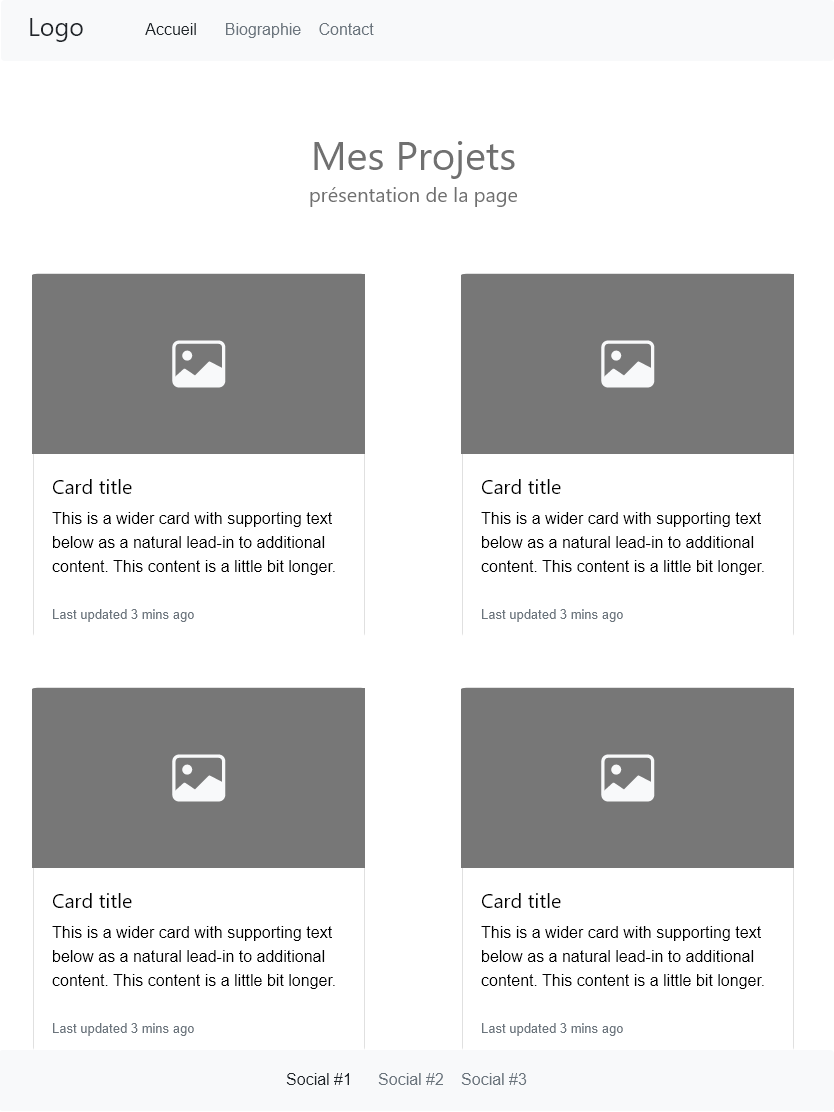 Logo Accueil Biographie Contact
Mes Projets
présentation de la page
Card title
This is a wider card with supporting text
below as a natural lead-in to additional
content. This content is a little bit longer.
Last updated 3 mins ago
Card title
This is a wider card with supporting text
below as a natural lead-in to additional
content. This content is a little bit longer.
Last updated 3 mins ago
Card title
This is a wider card with supporting text
below as a natural lead-in to additional
content. This content is a little bit longer.
Last updated 3 mins ago
Card title
This is a wider card with supporting text
below as a natural lead-in to additional
content. This content is a little bit longer.
Last updated 3 mins ago
Social #1 Social #2 Social #3